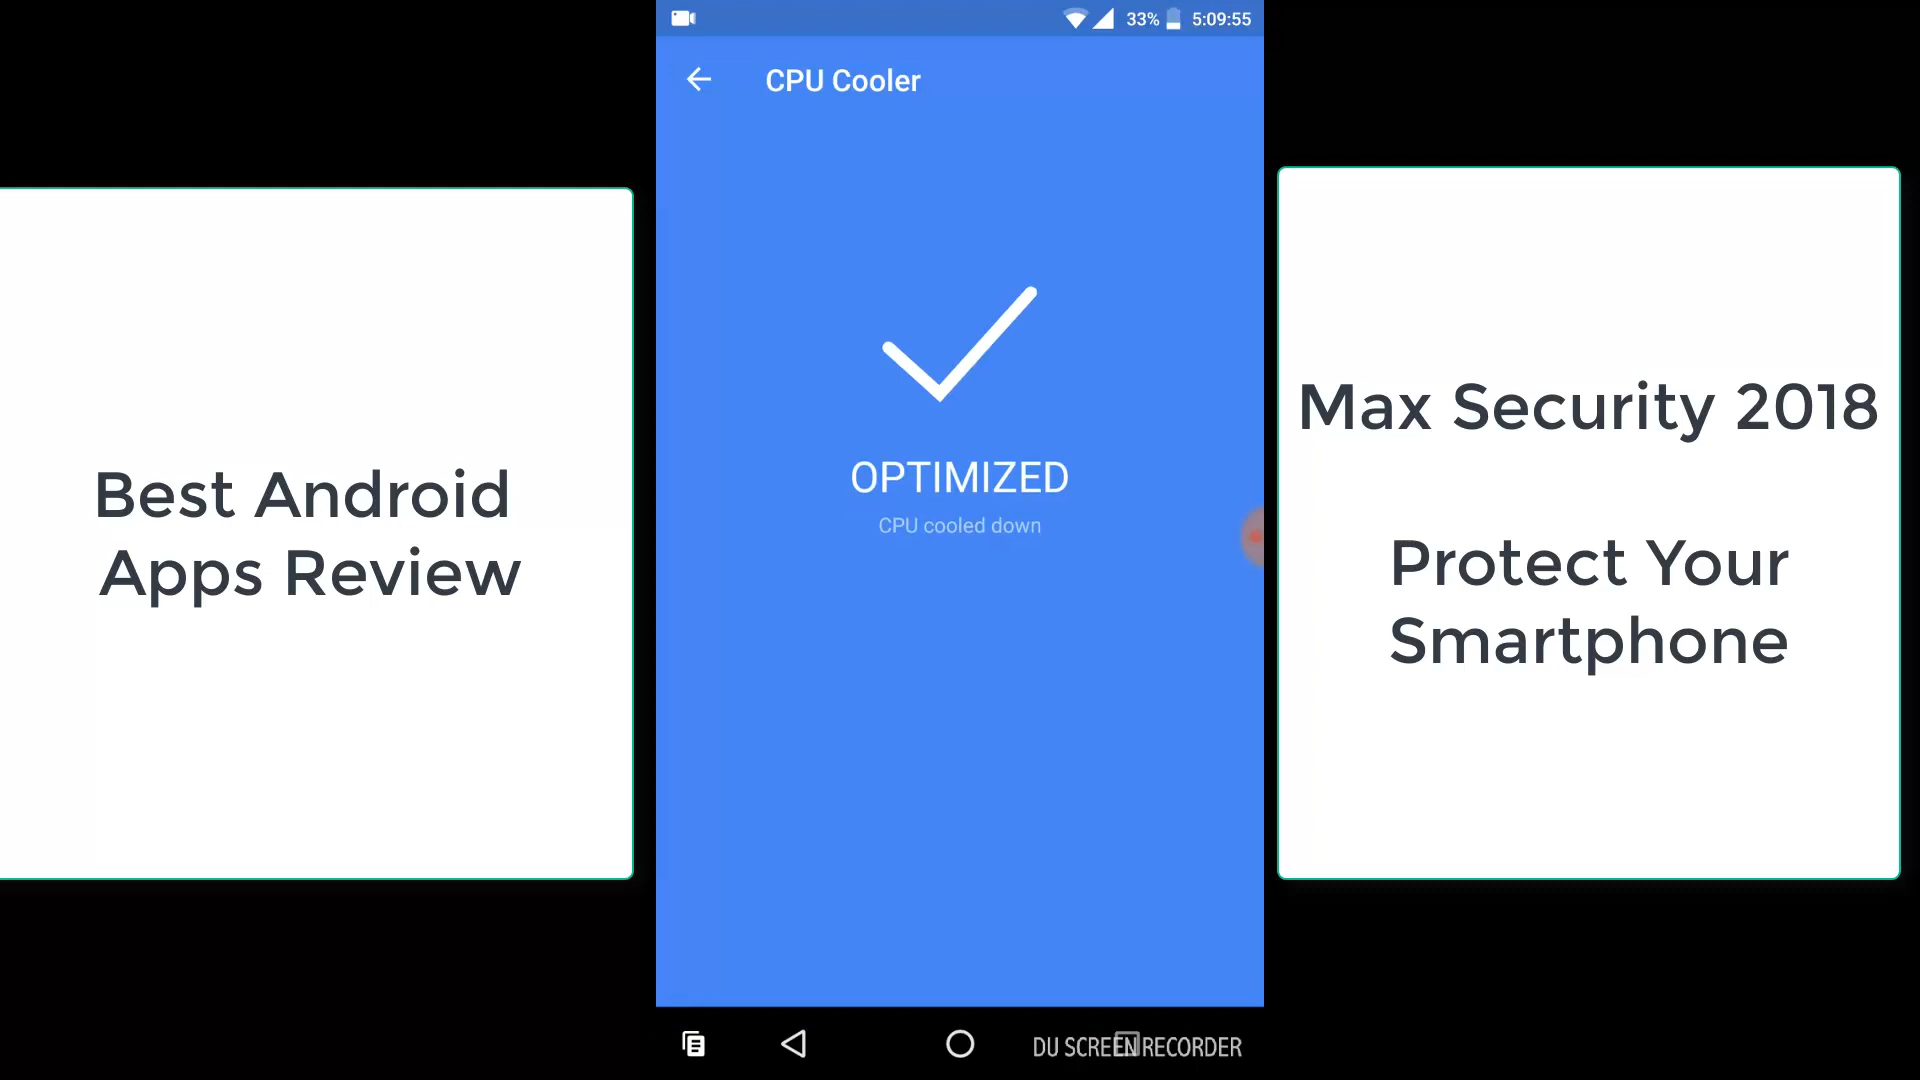 33% 5:09:55
CPU Cooler
Best Android
Apps Review
OPTIMIZED
CPU cooled down
Max Security 2018
Protect Your
Smartphone
DU SCREEN RECORDER